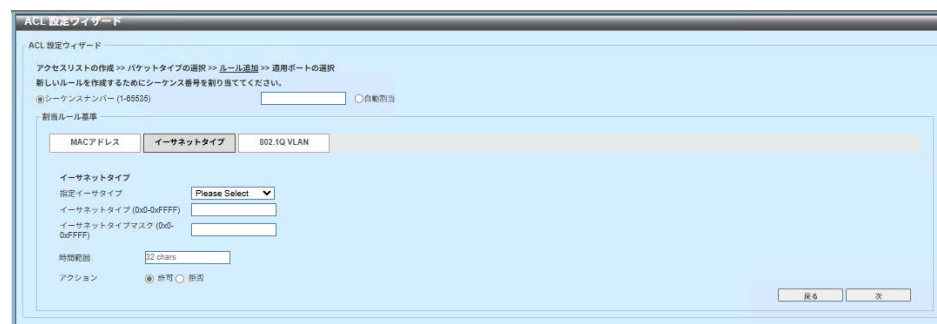 ACL 設定ウィザード
ACL 設定ウィザード
アクセスリストの作成 >> パケットタイプの選択 >> ルール追加 >> 適用ポートの選択
新しいルールを作成するためにシーケンス番号を割り当ててください。
シーケンスナンバー (1-65535) 自動割当
割当ルール基準
MACアドレス イーサネットタイプ 802.1Q VLAN
イーサネットタイプ
指定イーサタイプ Please Select
イーサネットタイプ (0x0-0xFFFF)
イーサネットタイプマスク (0x0-
0xFFFF)
時間範囲 32 chars
アクション 許可 拒否
戻る 次